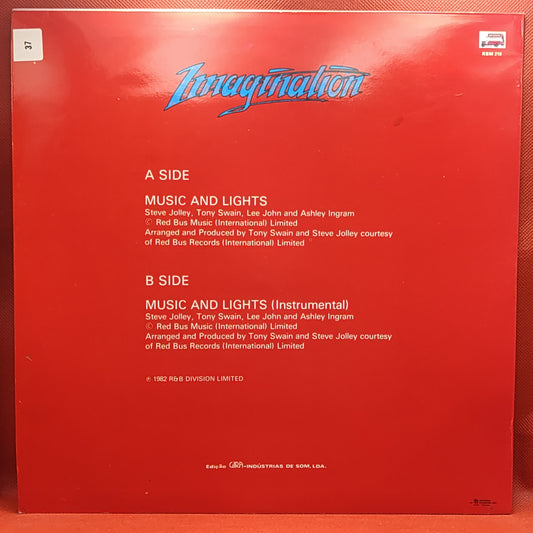 37
RBM 210
Imagination
A SIDE
MUSIC AND LIGHTS
Steve Jolley, Tony Swain, Lee John and Ashley Ingram
© Red Bus Music (International) Limited
Arranged and Produced by Tony Swain and Steve Jolley courtesy
of Red Bus Records (International) Limited
B SIDE
MUSIC AND LIGHTS (Instrumental)
Steve Jolley, Tony Swain, Lee John and Ashley Ingram
© Red Bus Music (International) Limited
Arranged and Produced by Tony Swain and Steve Jolley courtesy
of Red Bus Records (International) Limited
℗ 1982 R&B DIVISION LIMITED
Edição -INDÚSTRIAS DE SOM, LDA.